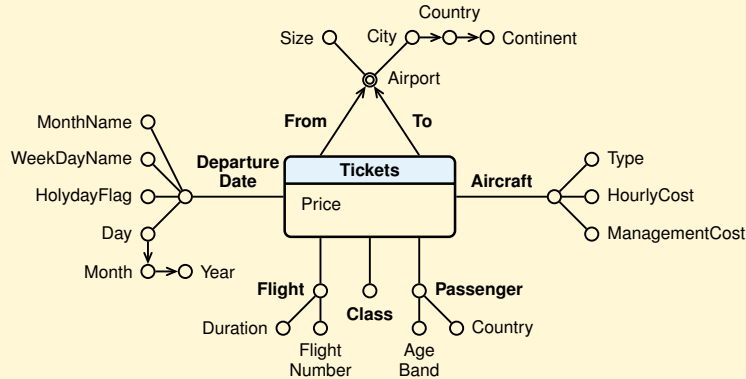 Country
Size
City
Continent
Airport
From
To
MonthName
WeekDayName
HolydayFlag
Day
Month
Year
Departure
Date
Tickets
Price
Aircraft
Type
HourlyCost
ManagementCost
Flight
Class
Passenger
Duration
Flight
Number
Age
Band
Country